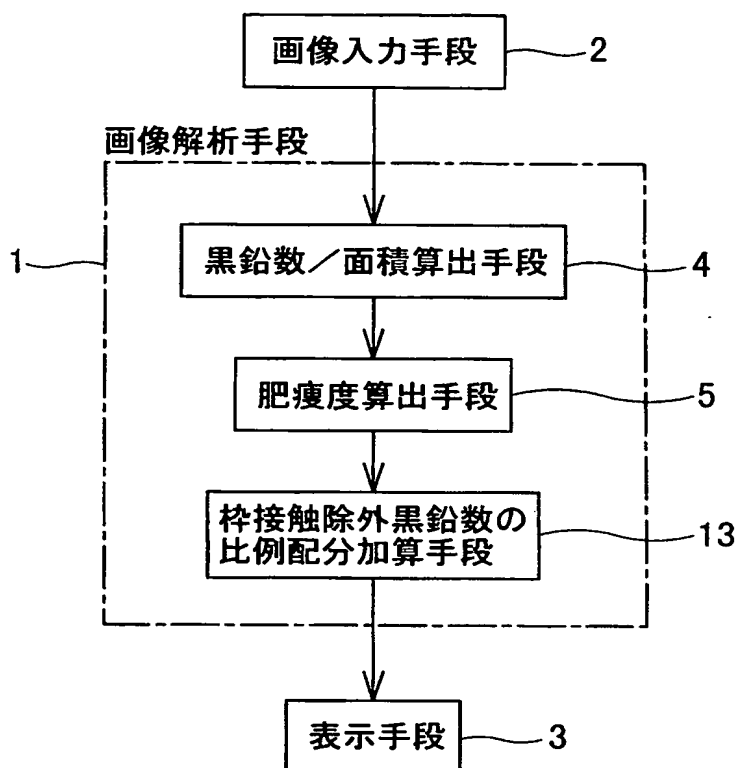 画像入力手段
2
画像解析手段
1
黒鉛数／面積算出手段
4
肥痩度算出手段
5
枠接触除外黒鉛数の
比例配分加算手段
13
表示手段
3